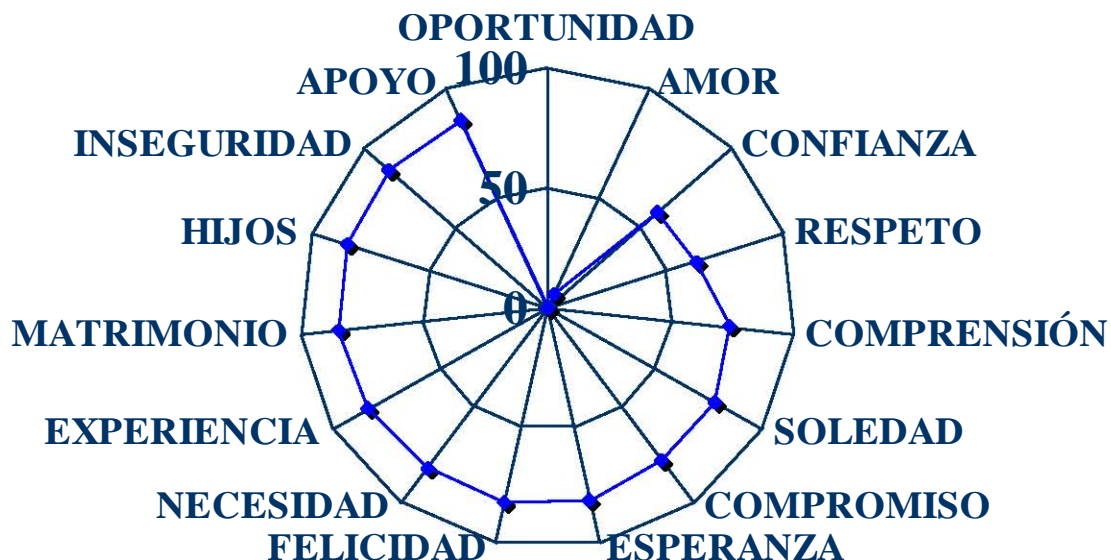 OPORTUNIDAD
100
APOYO
AMOR
INSEGURIDAD
CONFIANZA
50
HIJOS
RESPETO
0
MATRIMONIO
COMPRENSIÓN
EXPERIENCIA
SOLEDAD
NECESIDAD
COMPROMISO
FELICIDAD
ESPERANZA